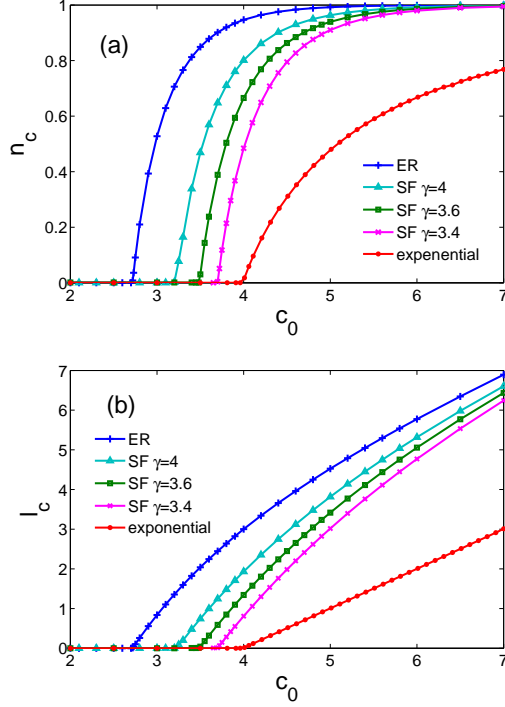 (a)
1
0.8
0.6
0.4
0.2
0
n_c
ER
SF γ=4
SF γ=3.6
SF γ=3.4
expenential
2 3 4 5 6 7
c_0
(b)
7
6
5
4
3
2
1
0
l_c
ER
SF γ=4
SF γ=3.6
SF γ=3.4
exponential
2 3 4 5 6 7
c_0